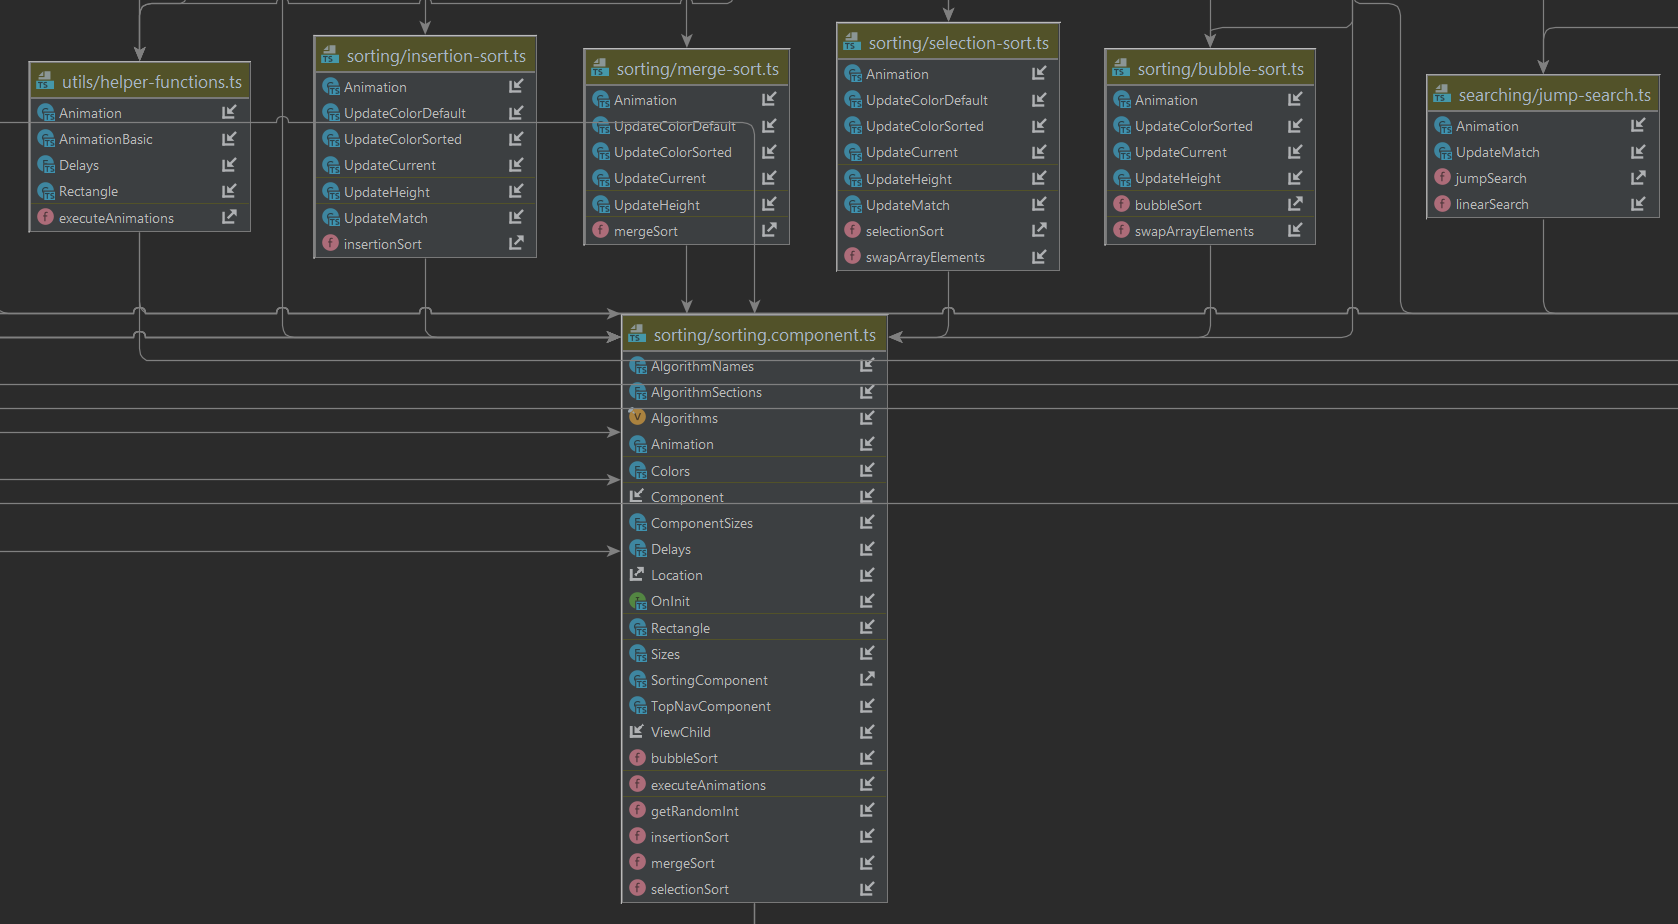 utils/helper-functions.ts
Animation
AnimationBasic
Delays
Rectangle
executeAnimations
sorting/insertion-sort.ts
Animation
UpdateColorDefault
UpdateColorSorted
UpdateCurrent
UpdateHeight
UpdateMatch
insertionSort
sorting/merge-sort.ts
Animation
UpdateColorDefault
UpdateColorSorted
UpdateCurrent
UpdateHeight
mergeSort
sorting/selection-sort.ts
Animation
UpdateColorDefault
UpdateColorSorted
UpdateCurrent
UpdateHeight
UpdateMatch
selectionSort
swapArrayElements
sorting/bubble-sort.ts
Animation
UpdateColorSorted
UpdateCurrent
UpdateHeight
bubbleSort
swapArrayElements
searching/jump-search.ts
Animation
UpdateMatch
jumpSearch
linearSearch
sorting/sorting.component.ts
AlgorithmNames
AlgorithmSections
Algorithms
Animation
Colors
Component
ComponentSizes
Delays
Location
OnInit
Rectangle
Sizes
SortingComponent
TopNavComponent
ViewChild
bubbleSort
executeAnimations
getRandomInt
insertionSort
mergeSort
selectionSort